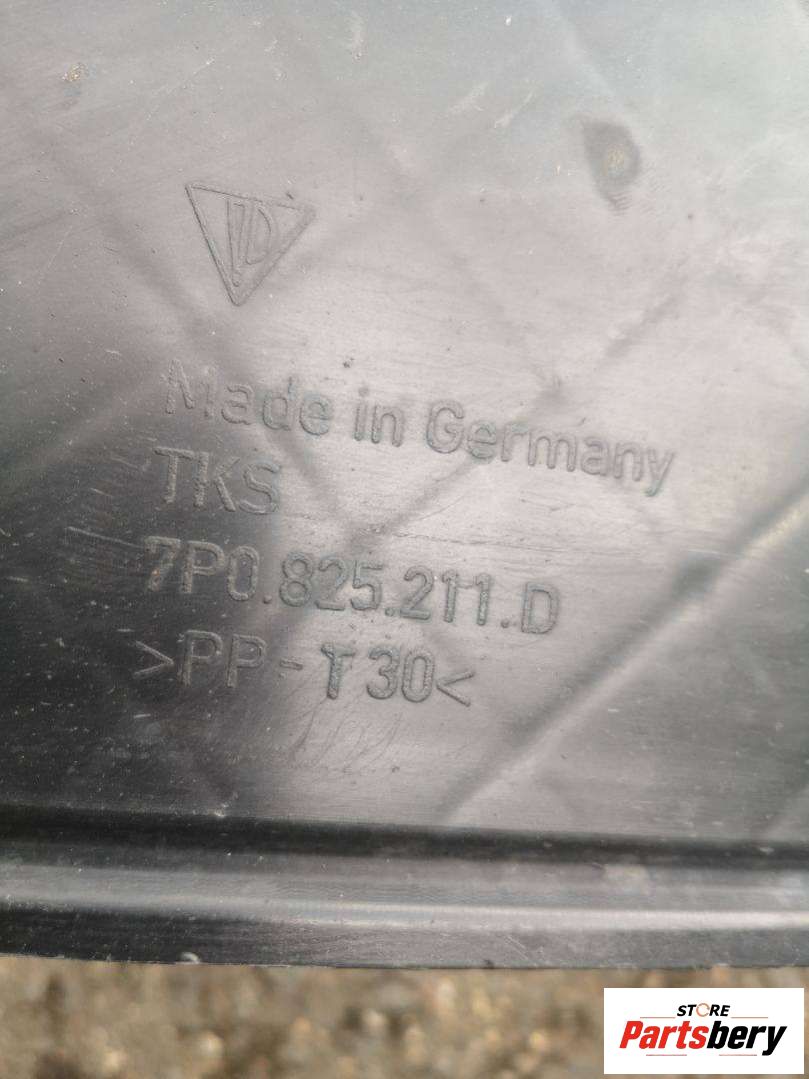 Made in Germany
TKS
7P0.825.211.D
>PP-T30<
STORE
Partsbery